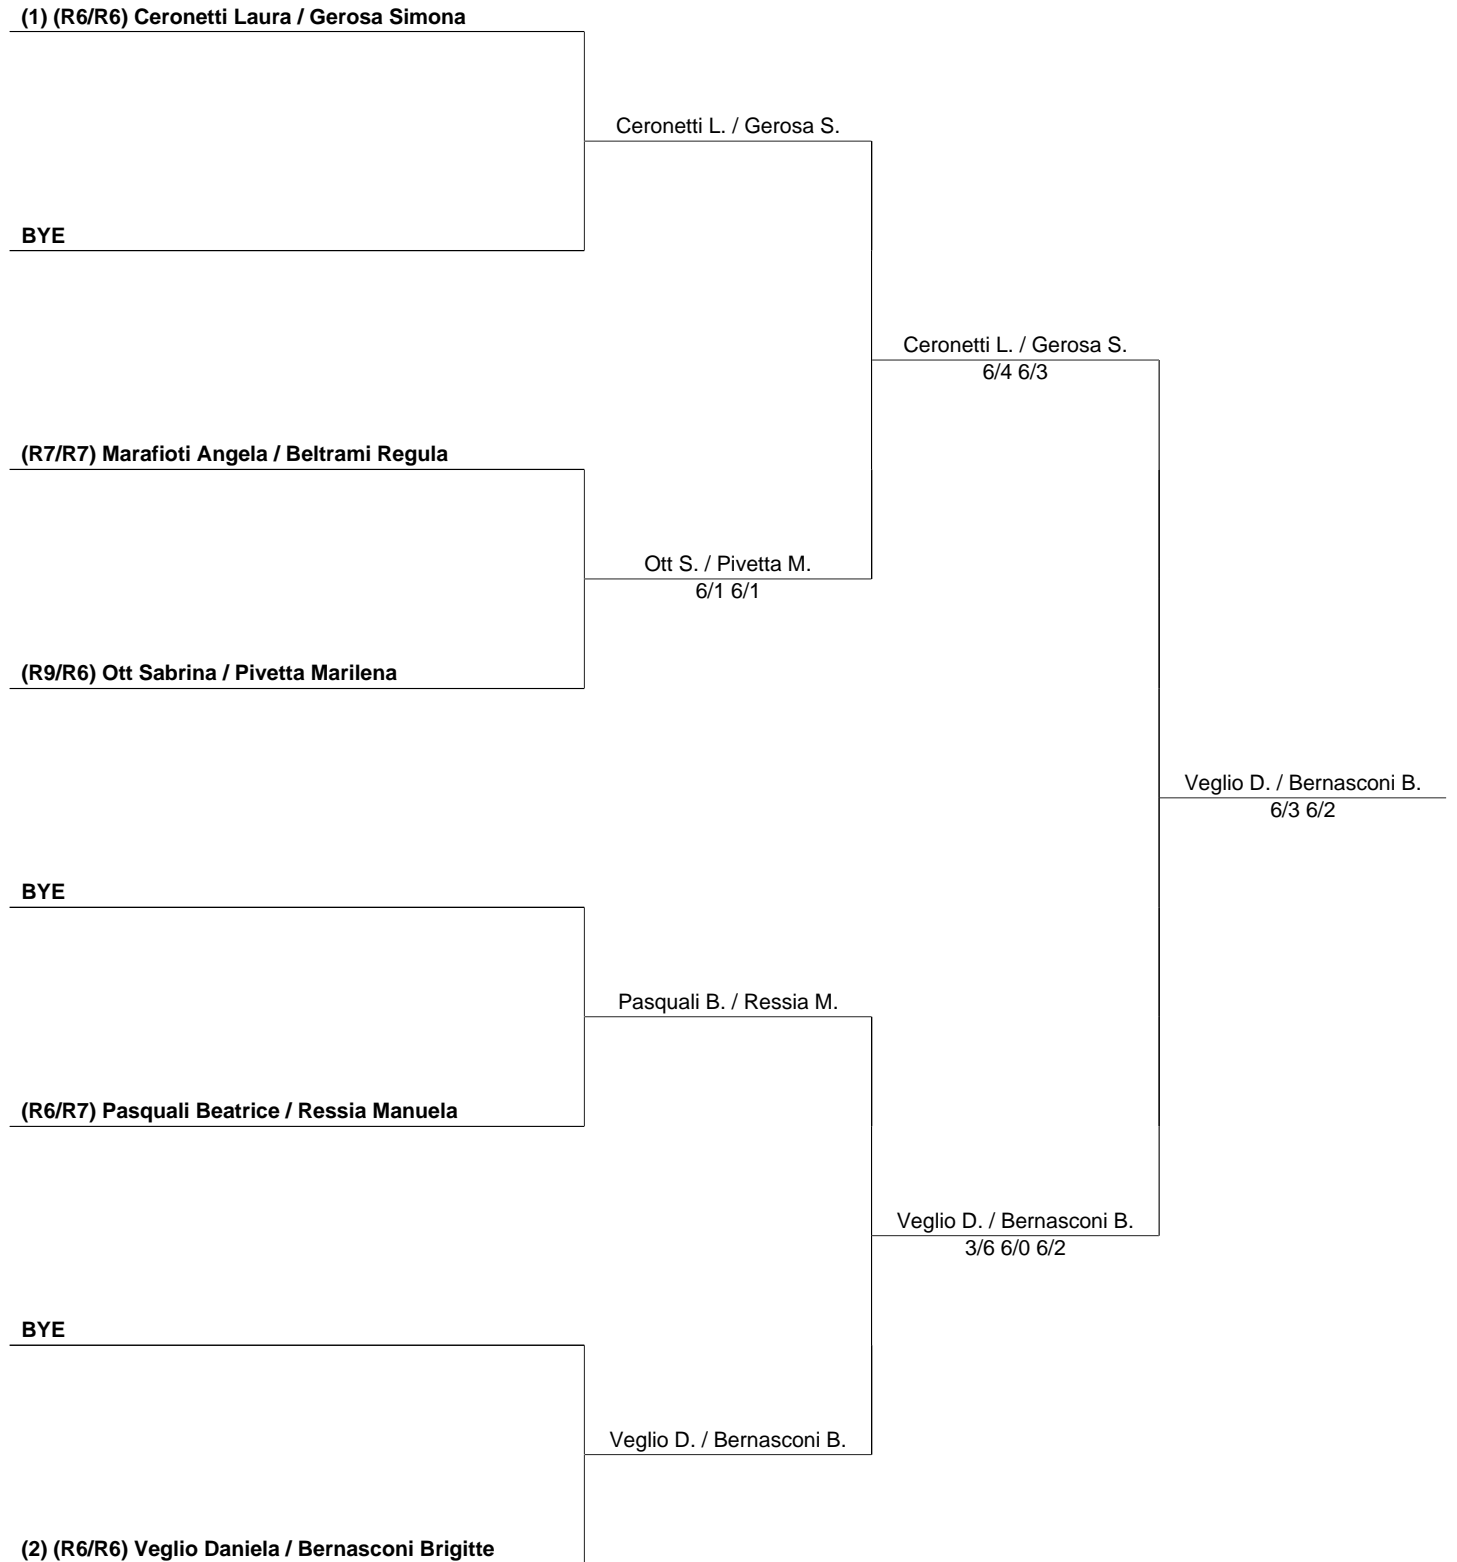 (1) (R6/R6) Ceronetti Laura / Gerosa Simona
Ceronetti L. / Gerosa S.
BYE
Ceronetti L. / Gerosa S.
6/4 6/3
(R7/R7) Marafioti Angela / Beltrami Regula
Ott S. / Pivetta M.
6/1 6/1
(R9/R6) Ott Sabrina / Pivetta Marilena
Veglio D. / Bernasconi B.
6/3 6/2
BYE
Pasquali B. / Ressia M.
(R6/R7) Pasquali Beatrice / Ressia Manuela
Veglio D. / Bernasconi B.
3/6 6/0 6/2
BYE
Veglio D. / Bernasconi B.
(2) (R6/R6) Veglio Daniela / Bernasconi Brigitte